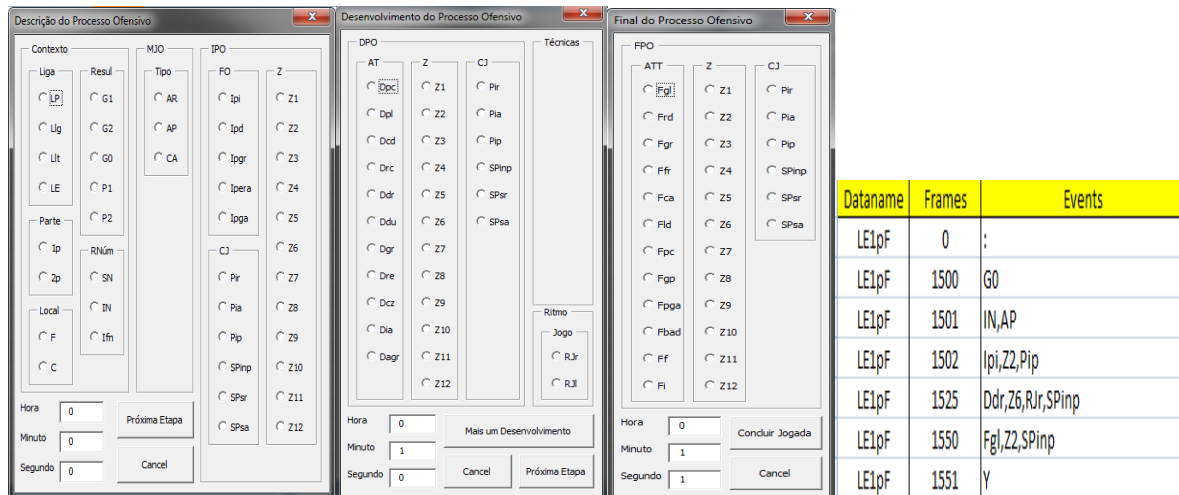 Descrição do Processo Ofensivo
Contexto
Liga
LP
Llg
Llt
LE
Parte
1p
2p
Local
F
C
Resul
G1
G2
G0
P1
P2
RNúm
SN
IN
Ifn
MJO
Tipo
AR
AP
CA
IPO
FO
Ipi
Ipd
Ipgr
Ipera
Ipga
CJ
Pir
Pia
Pip
SPinp
SPsr
SPsa
Z
Z1
Z2
Z3
Z4
Z5
Z6
Z7
Z8
Z9
Z10
Z11
Z12
Hora 0
Minuto 0
Segundo 0
Próxima Etapa
Cancel
Desenvolvimento do Processo Ofensivo
DPO
AT
Dpc
Dpl
Dcd
Drc
Ddr
Ddu
Dgr
Dre
Dcz
Dia
Dagr
Z
Z1
Z2
Z3
Z4
Z5
Z6
Z7
Z8
Z9
Z10
Z11
Z12
CJ
Pir
Pia
Pip
SPinp
SPsr
SPsa
Técnicas
Ritmo
Jogo
RJr
RJl
Hora 0
Minuto 1
Segundo 0
Mais um Desenvolvimento
Cancel
Próxima Etapa
Final do Processo Ofensivo
FPO
ATT
Fgl
Frd
Fgr
Ffr
Fca
Fld
Fpc
Fgp
Fpga
Fbad
Ff
Fi
Z
Z1
Z2
Z3
Z4
Z5
Z6
Z7
Z8
Z9
Z10
Z11
Z12
CJ
Pir
Pia
Pip
SPinp
SPsr
SPsa
Hora 0
Minuto 1
Segundo 1
Concluir Jogada
Cancel
Dataname Frames Events
LE1pF 0 :
LE1pF 1500 G0
LE1pF 1501 IN,AP
LE1pF 1502 Ipi,Z2,Pip
LE1pF 1525 Ddr,Z6,RJr,SPinp
LE1pF 1550 Fgl,Z2,SPinp
LE1pF 1551 Y